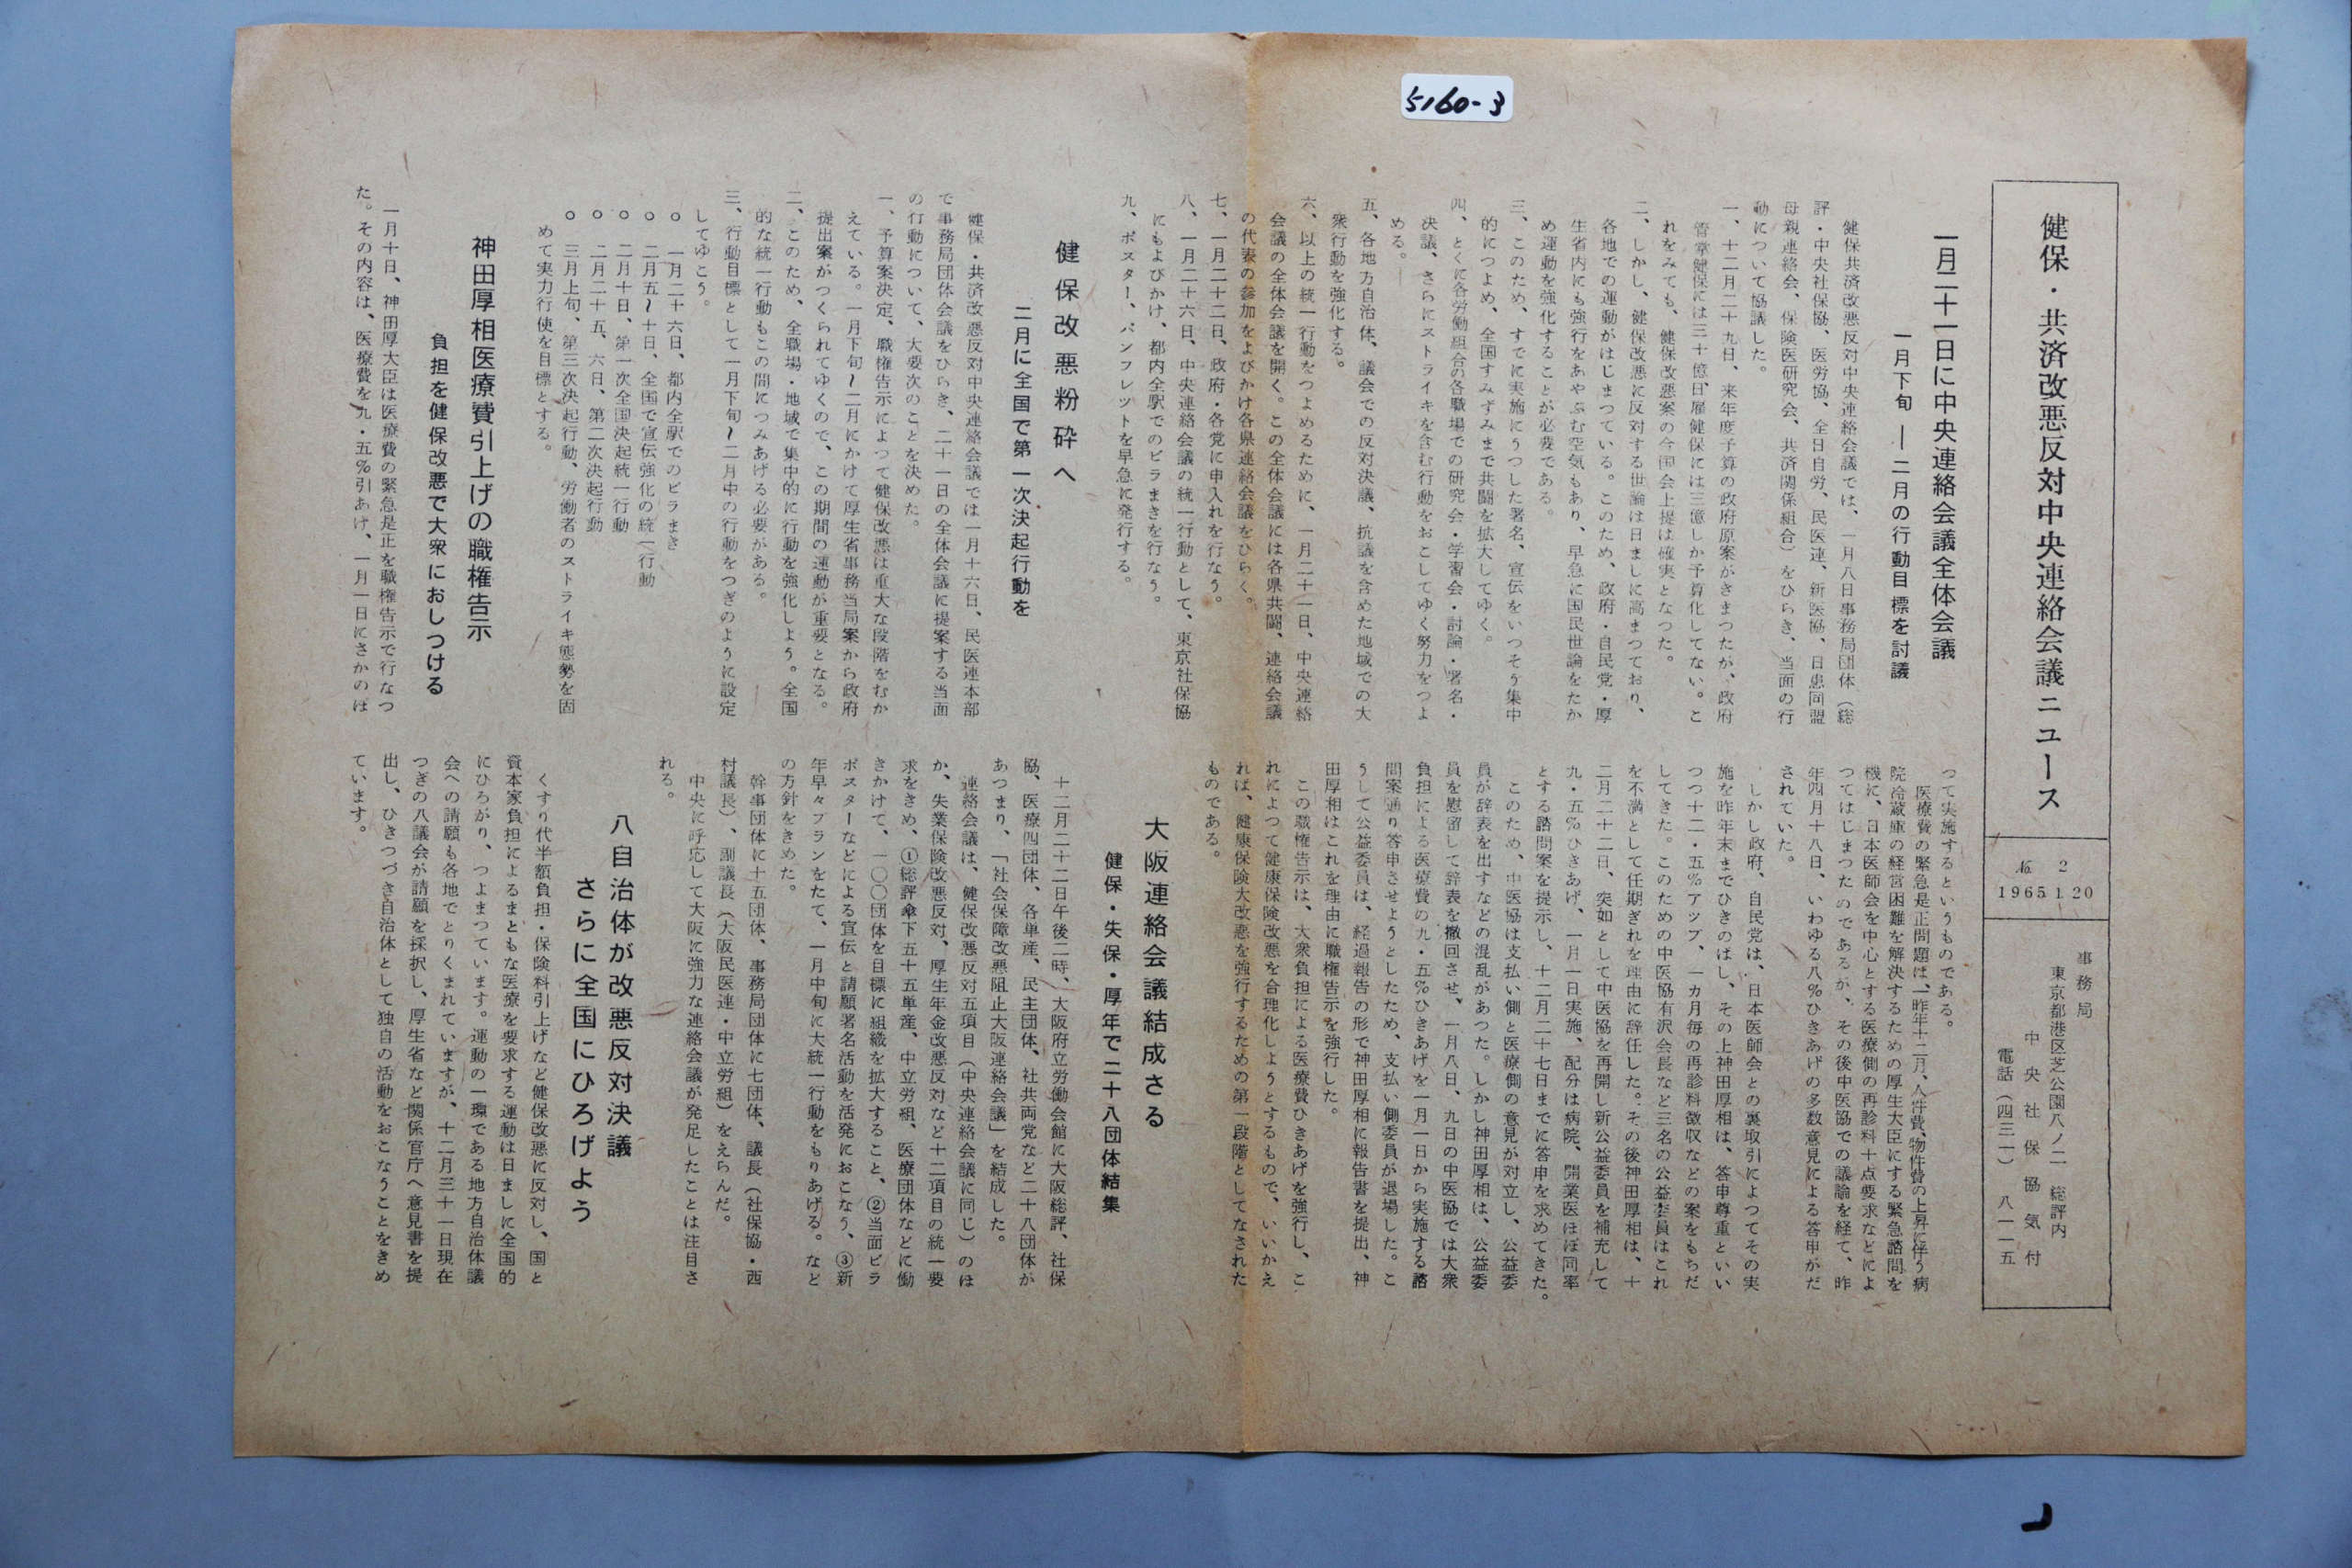 5160-3
健保・共済改悪反対中央連絡会議ニュース
№ 2
1965 1. 20
事務局
東京都港区芝公園八ノ二 総評内
中央社保協気付
電話（四三一）八一一五
一月二十一日に中央連絡会議全体会議
一月下旬―二月の行動目標を討議
健保共済改悪反対中央連絡会議では、一月八日事務局団体（総
評・中央社保協、医労協、全日自労、民医連、新医協、日患同盟
母親連絡会、保険医研究会、共済関係組合）をひらき、当面の行
動について協議した。
一、十二月二十九日、来年度予算の政府原案がきまつたが、政府
管掌健保には三十億、日雇健保には三億しか予算化してない。こ
れをみても、健保改悪案の今国会上提は確実となつた。
二、しかし、健保改悪に反対する世論は日ましに高まつており、
各地での運動がはじまつている。このため、政府・自民党・厚
生省内にも強行をあやぶむ空気もあり、早急に国民世論をたか
め運動を強化することが必要である。
三、このため、すでに実施にうつした署名、宣伝をいつそう集中
的につよめ、全国すみずみまで共闘を拡大してゆく。
四、とくに各労働組合の各職場での研究会・学習会・討論・署名・
決議、さらにストライキを含む行動をおこしてゆく努力をつよ
める。
五、各地方自治体、議会での反対決議、抗議を含めた地域での大
衆行動を強化する。
六、以上の統一行動をつよめるために、一月二十一日、中央連絡
会議の全体会議を開く。この全体会議には各県共闘、連絡会議
の代表の参加をよびかけ各県連絡会議をひらく。
七、一月二十二日、政府・各党に申入れを行なう。
八、一月二十六日、中央連絡会議の統一行動として、東京社保協
にもよびかけ、都内全駅でのビラまきを行なう。
九、ポスター、パンフレットを早急に発行する。
健保改悪粉砕へ
二月に全国で第一次決起行動を
健保・共済改悪反対中央連絡会議では一月十六日、民医連本部
で事務局団体会議をひらき、二十一日の全体会議に提案する当面
の行動について、大要次のことを決めた。
一、予算案決定、職権告示によつて健保改悪は重大な段階をむか
えている。一月下旬～二月にかけて厚生省事務当局案から政府
提出案がつくられてゆくので、この期間の運動が重要となる。
二、このため、全職場・地域で集中的に行動を強化しよう。全国
的な統一行動もこの間につみあげる必要がある。
三、行動目標として一月下旬～二月中の行動をつぎのように設定
してゆこう。
○ 一月二十六日、都内全駅でのビラまき
○ 二月五～十日、全国で宣伝強化の統一行動
○ 二月十日、第一次全国決起統一行動
○ 二月二十五、六日、第二次決起行動
○ 三月上旬、第三次決起行動、労働者のストライキ態勢を固
めて実力行使を目標とする。
神田厚相医療費引上げの職権告示
負担を健保改悪で大衆におしつける
一月十日、神田厚大臣は医療費の緊急是正を職権告示で行なつ
た。その内容は、医療費を九・五％引あげ、一月一日にさかのぼ
つて実施するというものである。
医療費の緊急是正問題は、一昨年十二月、人件費、物件費の上昇に伴う病
院冷蔵庫の経営困難を解決するための厚生大臣にする緊急諮問を
機に、日本医師会を中心とする医療側の再診料十点要求などによ
つてはじまつたのであるが、その後中医協での議論を経て、昨
年四月十八日、いわゆる八％ひきあげの多数意見による答申がだ
されていた。
しかし政府、自民党は、日本医師会との裏取引によつてその実
施を昨年末までひきのばし、その上神田厚相は、答申尊重といい
つつ十二・五％アップ、一カ月毎の再診料徴収などの案をもちだ
してきた。このための中医協有沢会長など三名の公益委員はこれ
を不満として任期ぎれを理由に辞任した。その後神田厚相は、十
二月二十二日、突如として中医協を再開し新公益委員を補充して
九・五％ひきあげ、一月一日実施、配分は病院、開業医ほぼ同率
とする諮問案を提示し、十二月二十七日までに答申を求めてきた。
このため、中医協は支払い側と医療側の意見が対立し、公益委
員が辞表を出すなどの混乱があつた。しかし神田厚相は、公益委
員を慰留して辞表を撤回させ、一月八日、九日の中医協では大衆
負担による医療費の九・五％ひきあげを一月一日から実施する諮
問案通り答申させようとしたため、支払い側委員が退場した。こ
うして公益委員は、経過報告の形で神田厚相に報告書を提出、神
田厚相はこれを理由に職権告示を強行した。
この職権告示は、大衆負担による医療費ひきあげを強行し、こ
れによつて健康保険改悪を合理化しようとするもので、いいかえ
れば、健康保険大改悪を強行するための第一段階としてなされた
ものである。
大阪連絡会議結成さる
健保・失保・厚年で二十八団体結集
十二月二十二日午後二時、大阪府立労働会館に大阪総評、社保
協、医療四団体、各単産、民主団体、社共両党など二十八団体が
あつまり、「社会保障改悪阻止大阪連絡会議」を結成した。
連絡会議は、健保改悪反対五項目（中央連絡会議に同じ）のほ
か、失業保険改悪反対、厚生年金改悪反対など十二項目の統一要
求をきめ、①総評傘下五十五単産、中立労組、医療団体などに働
きかけて、一〇〇団体を目標に組織を拡大すること、②当面ビラ
ポスターなどによる宣伝と請願署名活動を活発におこなう、③新
年早々プランをたて、一月中旬に大統一行動をもりあげる。など
の方針をきめた。
幹事団体に十五団体、事務局団体に七団体、議長（社保協・西
村議長）、副議長（大阪民医連・中立労組）をえらんだ。
中央に呼応して大阪に強力な連絡会議が発足したことは注目さ
れる。
八自治体が改悪反対決議
さらに全国にひろげよう
くすり代半額負担・保険料引上げなど健保改悪に反対し、国と
資本家負担によるまともな医療を要求する運動は日ましに全国的
にひろがり、つよまつています。運動の一環である地方自治体議
会への請願も各地でとりくまれていますが、十二月三十一日現在
つぎの八議会が請願を採択し、厚生省など関係官庁へ意見書を提
出し、ひきつづき自治体として独自の活動をおこなうことをきめ
ています。